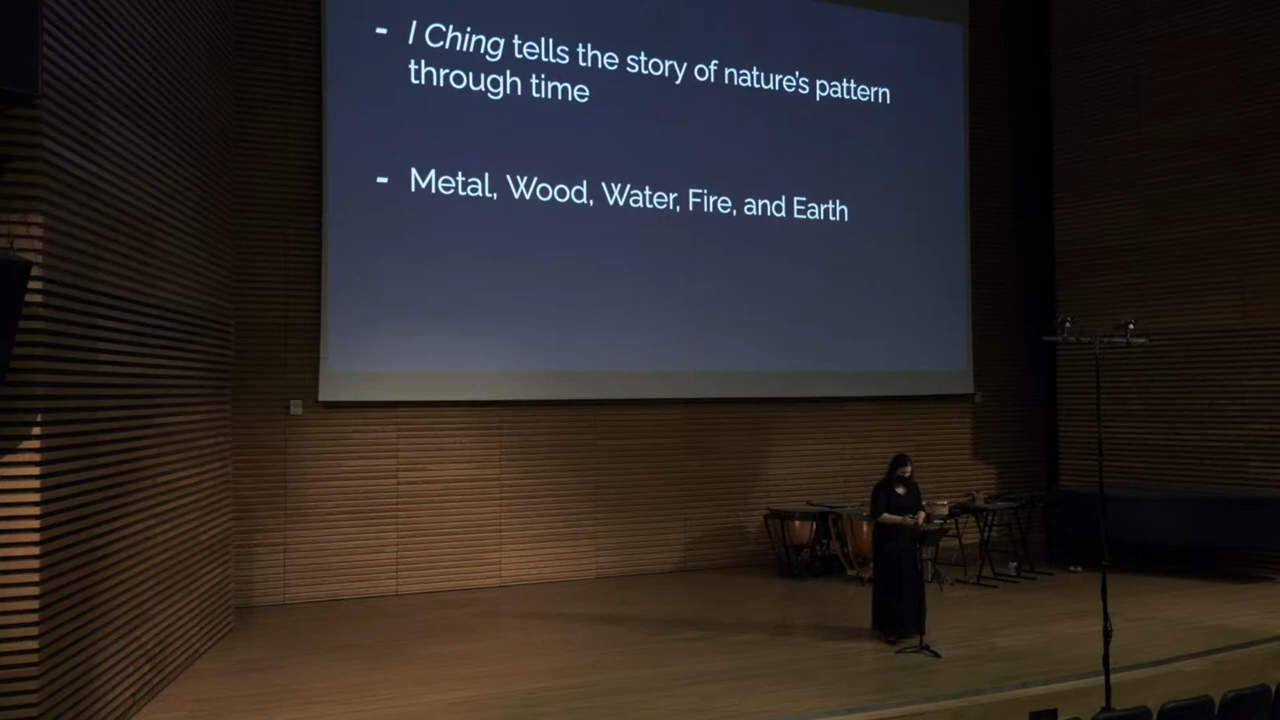 - I Ching tells the story of nature's pattern
through time
- Metal, Wood, Water, Fire, and Earth